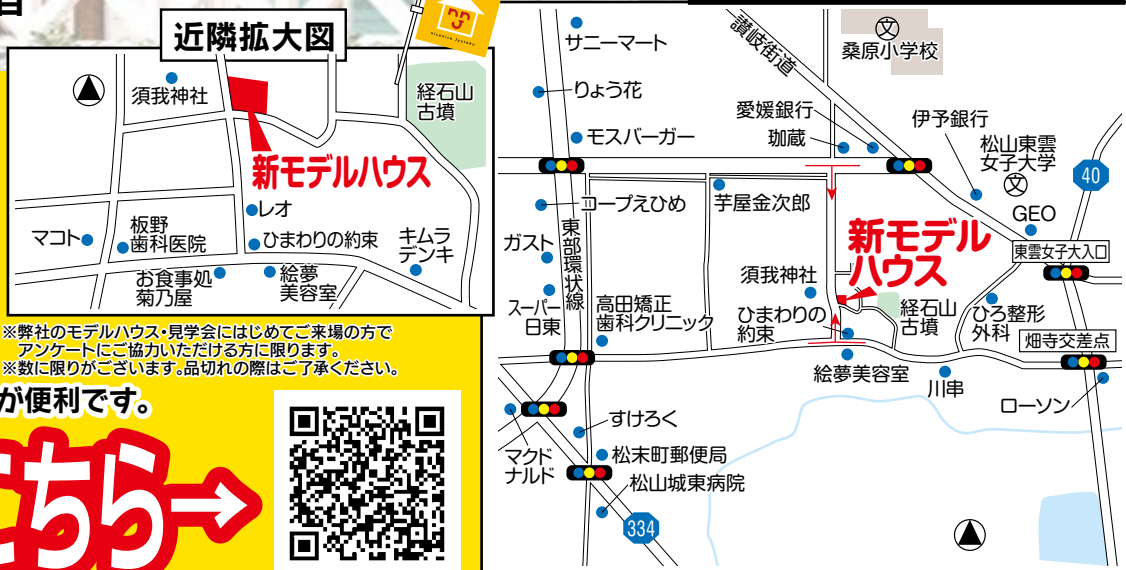 目
近隣拡大図
須我神社
経石山
古墳
新モデルハウス
レオ
マコト
板野
歯科医院
ひまわりの約束
キムラ
デンキ
お食事処
菊乃屋
絵夢
美容室
※弊社のモデルハウス・見学会にはじめてご来場の方で
アンケートにご協力いただける方に限ります。
※数に限りがございます。品切れの際はご了承ください。
が便利です。
こちら→
サニーマート
讃岐街道
桑原小学校
文
りょう花
愛媛銀行
モスバーガー
珈蔵
伊予銀行
松山東雲
女子大学
文
40
コープえひめ
芋屋金次郎
GEO
東部環状線
ガスト
新モデル
ハウス
東雲女子大入口
須我神社
スーパー
日東
高田矯正
歯科クリニック
ひまわりの
約束
経石山
古墳
ひろ整形
外科
畑寺交差点
絵夢美容室
川串
ローソン
すけろく
マクド
ナルド
松末町郵便局
松山城東病院
334